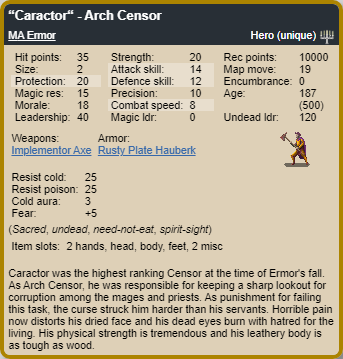 “Caractor“ - Arch Censor
MA Ermor Hero (unique)
Hit points: 35 Strength: 20 Rec points: 10000
Size: 2 Attack skill: 14 Map move: 19
Protection: 20 Defence skill: 12 Encumbrance: 0
Magic res: 15 Precision: 10 Age: 187
Morale: 18 Combat speed: 8 (500)
Leadership: 40 Magic ldr: 0 Undead ldr: 120
Weapons: Armor:
Implementor Axe Rusty Plate Hauberk
Resist cold: 25
Resist poison: 25
Cold aura: 3
Fear: +5
(Sacred, undead, need-not-eat, spirit-sight)
Item slots: 2 hands, head, body, feet, 2 misc
Caractor was the highest ranking Censor at the time of Ermor's fall.
As Arch Censor, he was responsible for keeping a sharp lookout for
corruption among the mages and priests. As punishment for failing
this task, the curse struck him harder than his servants. Horrible pain
now distorts his dried face and his dead eyes burn with hatred for the
living. His physical strength is tremendous and his leathery body is
as tough as wood.